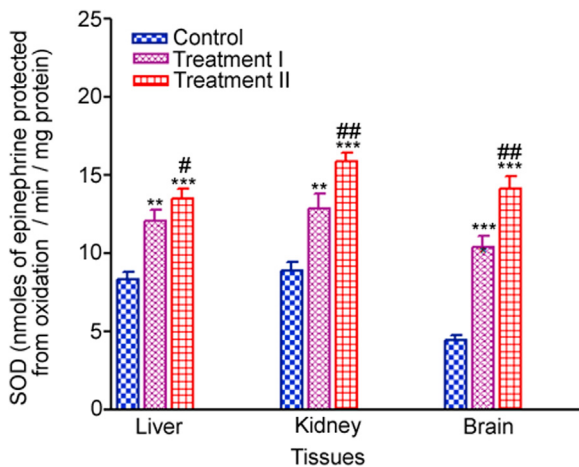 SOD (nmoles of epinephrine protected
from oxidation / min / mg protein)
25
20
15
10
5
0
Control
Treatment I
Treatment II
**
#
***
**
##
***
***
*
##
***
Liver
Kidney
Brain
Tissues